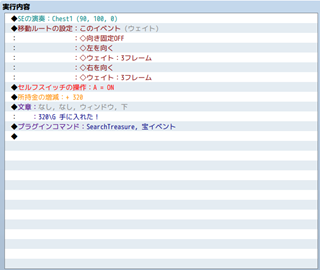 実行内容
◆SEの演奏：Chest1 (90, 100, 0)
◆移動ルートの設定：このイベント (ウェイト)
：　　　　　　　　：◇向き固定OFF
：　　　　　　　　：◇左を向く
：　　　　　　　　：◇ウェイト：3フレーム
：　　　　　　　　：◇右を向く
：　　　　　　　　：◇ウェイト：3フレーム
◆セルフスイッチの操作：A = ON
◆所持金の増減：+ 320
◆文章：なし, なし, ウィンドウ, 下
：　　：320\G 手に入れた！
◆プラグインコマンド：SearchTreasure, 宝イベント
◆